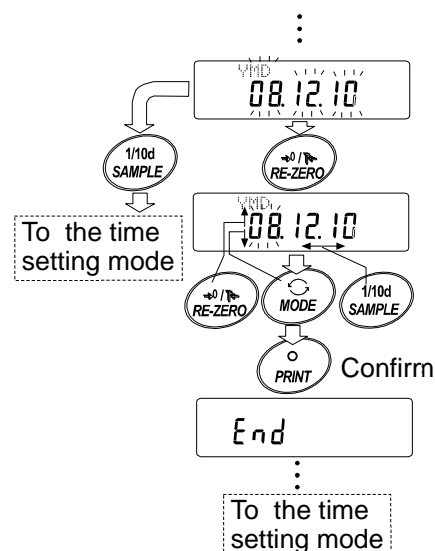 YMD
08.12.10
1/10d
SAMPLE
→0/
RE-ZERO
To the time
setting mode
YMD
08.12.10
→0/
RE-ZERO
MODE
1/10d
SAMPLE
PRINT
Confirm
End
To the time
setting mode